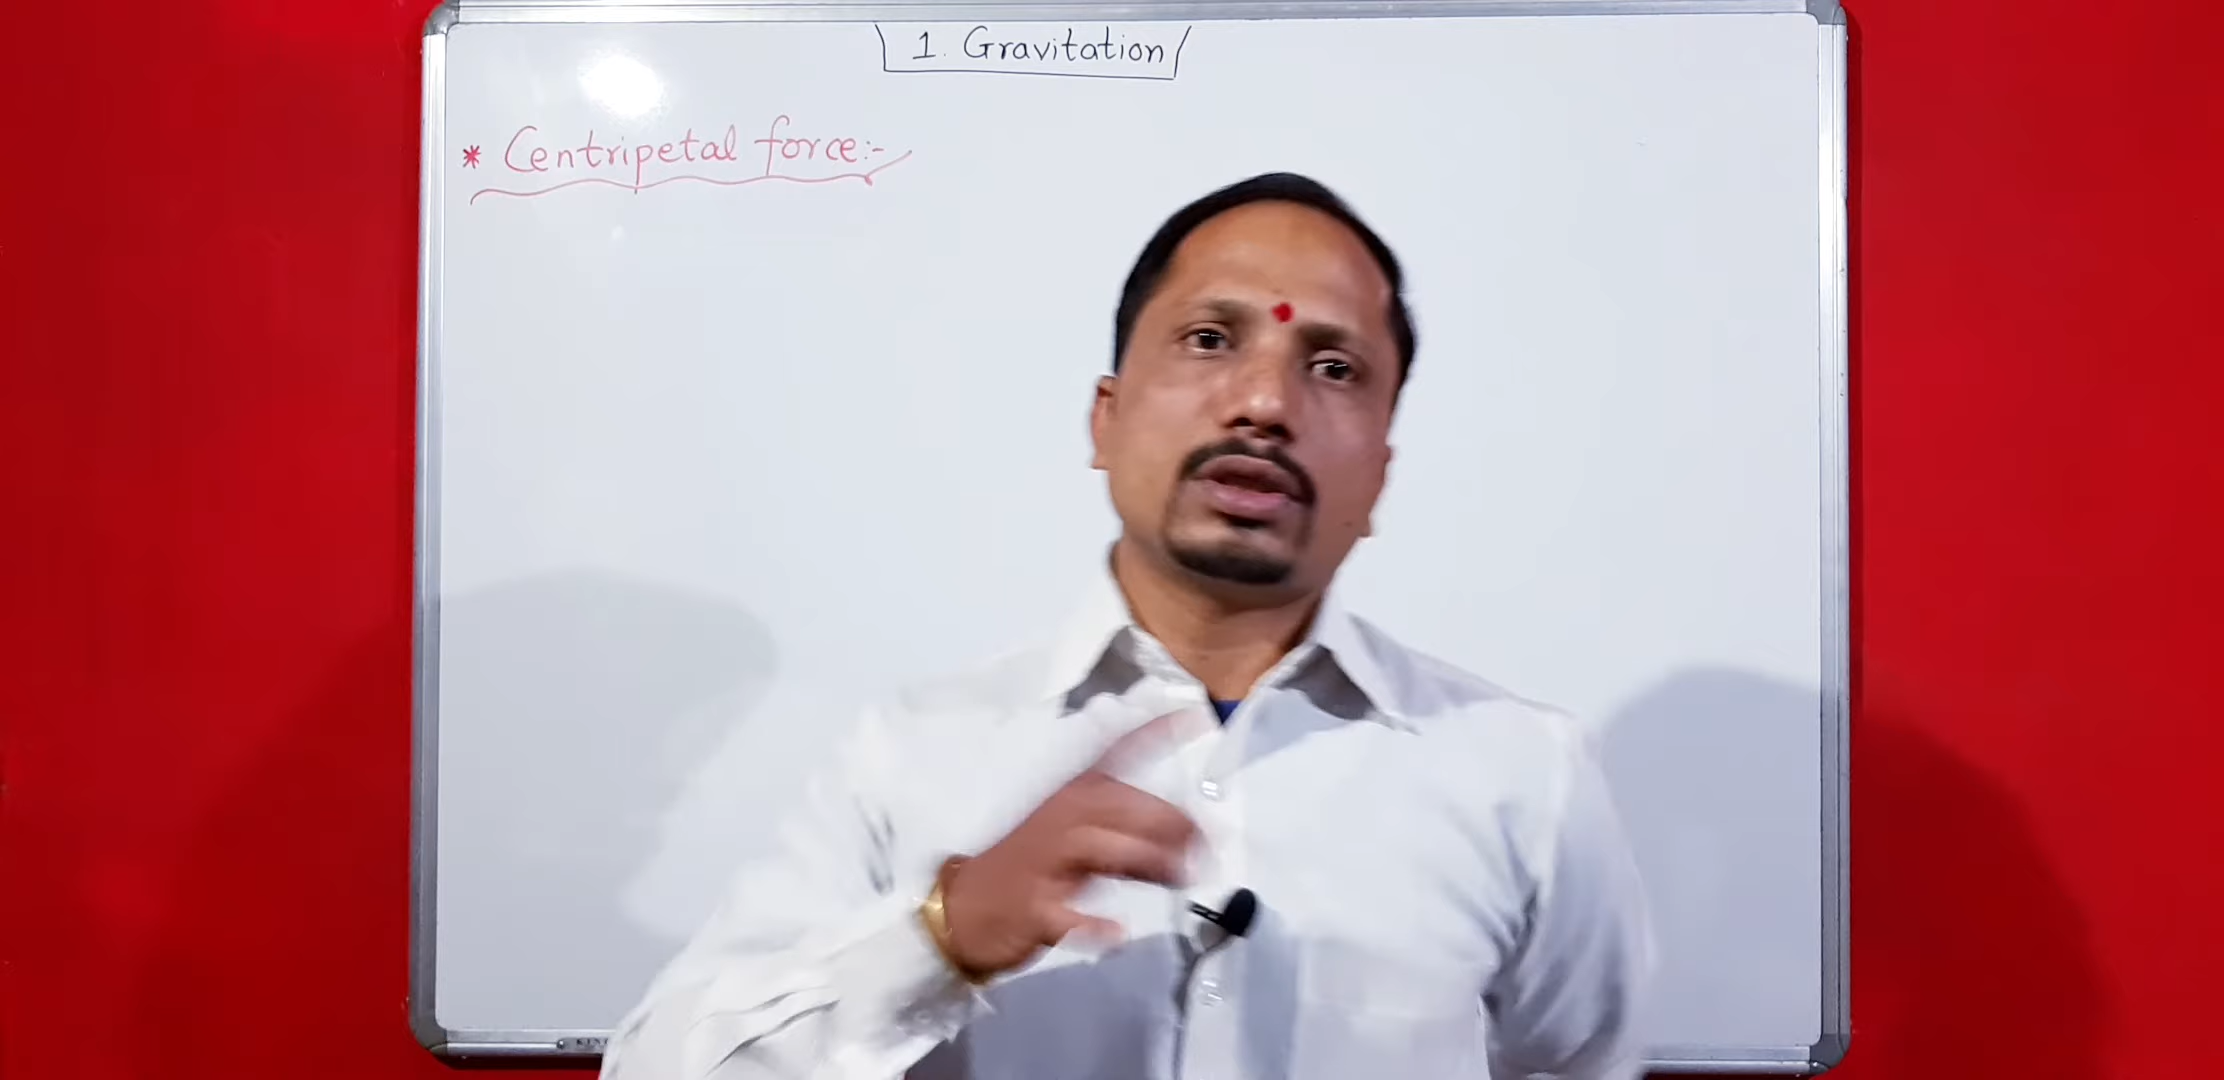 1. Gravitation
* Centripetal force:-